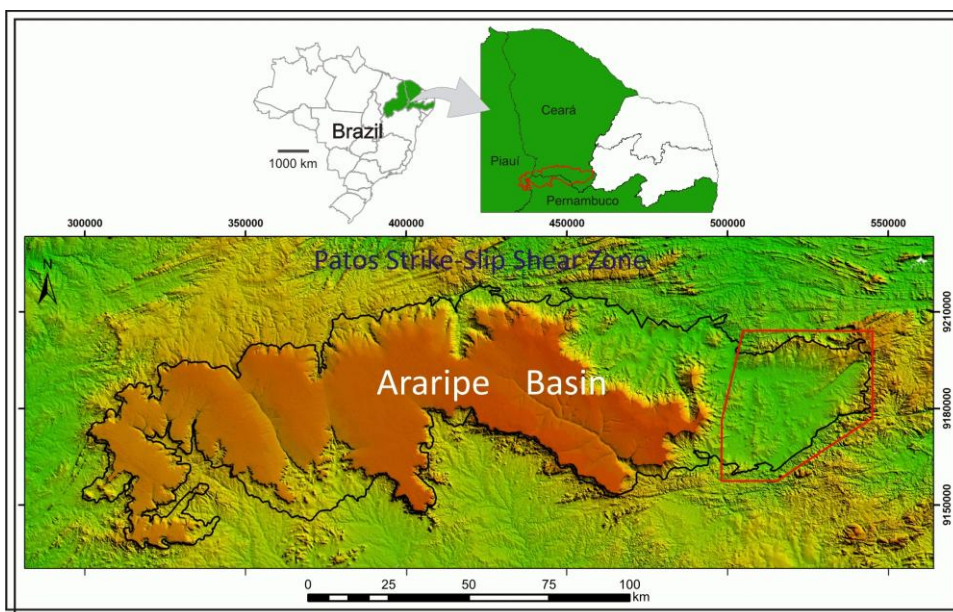 Brazil
1000 km
Ceará
Piauí
Pernambuco
300000
350000
400000
450000
500000
550000
N
Patos Strike-Slip Shear Zone
9210000
Araripe Basin
9180000
9150000
0 25 50 75 100
km